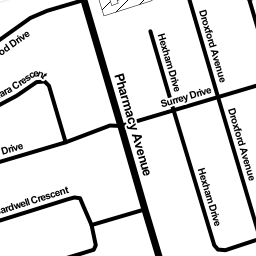 od Drive
ara Crescent
Drive
ardwell Crescent
Pharmacy Avenue
Hexham Drive
Droxford Avenue
Surrey Drive
Hexham Drive
Droxford Avenue